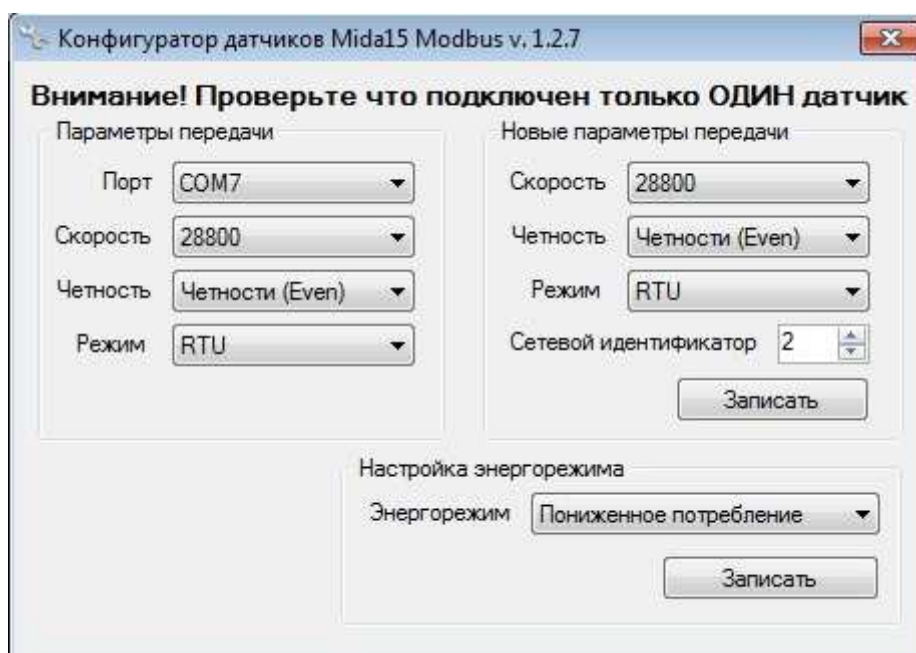 Конфигуратор датчиков Mida15 Modbus v. 1.2.7
Внимание! Проверьте что подключен только ОДИН датчик
Параметры передачи
Порт COM7
Скорость 28800
Четность Четности (Even)
Режим RTU
Новые параметры передачи
Скорость 28800
Четность Четности (Even)
Режим RTU
Сетевой идентификатор 2
Записать
Настройка энергорежима
Энергорежим Пониженное потребление
Записать